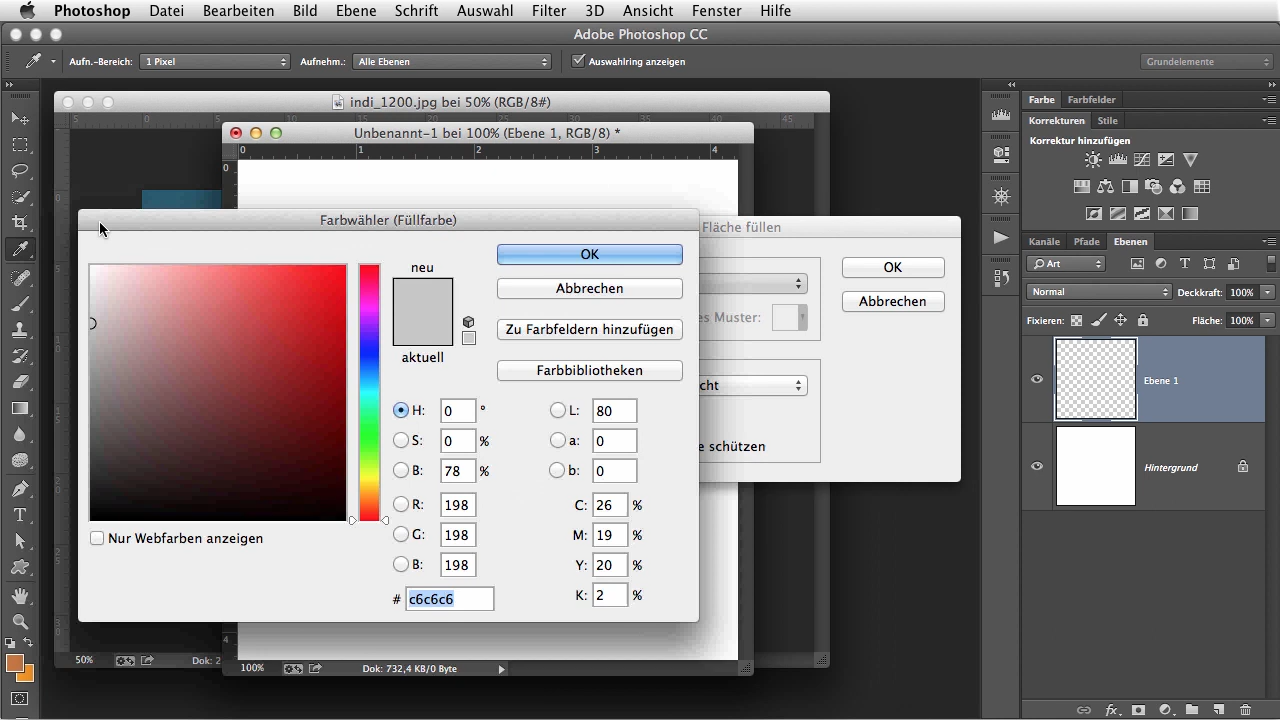 Photoshop Datei Bearbeiten Bild Ebene Schrift Auswahl Filter 3D Ansicht Fenster Hilfe
Adobe Photoshop CC
Aufn.-Bereich: 1 Pixel Aufnehm.: Alle Ebenen Auswahlring anzeigen Grundelemente
indi_1200.jpg bei 50% (RGB/8#)
Unbenannt-1 bei 100% (Ebene 1, RGB/8) *
0 1 2 3 4
Farbe Farbfelder
Korrekturen Stile
Korrektur hinzufügen
Farbwähler (Füllfarbe)
Fläche füllen
OK
Abbrechen
Zu Farbfeldern hinzufügen
Farbbibliotheken
neu
aktuell
OK
Abbrechen
es Muster:
cht
e schützen
H: 0 ° L: 80
S: 0 % a: 0
B: 78 % b: 0
R: 198 C: 26 %
G: 198 M: 19 %
B: 198 Y: 20 %
# c6c6c6 K: 2 %
Nur Webfarben anzeigen
Kanäle Pfade Ebenen
Art
Normal Deckkraft: 100%
Fixieren: Fläche: 100%
Ebene 1
Hintergrund
50% Dok: 2
100% Dok: 732,4 KB/0 Byte